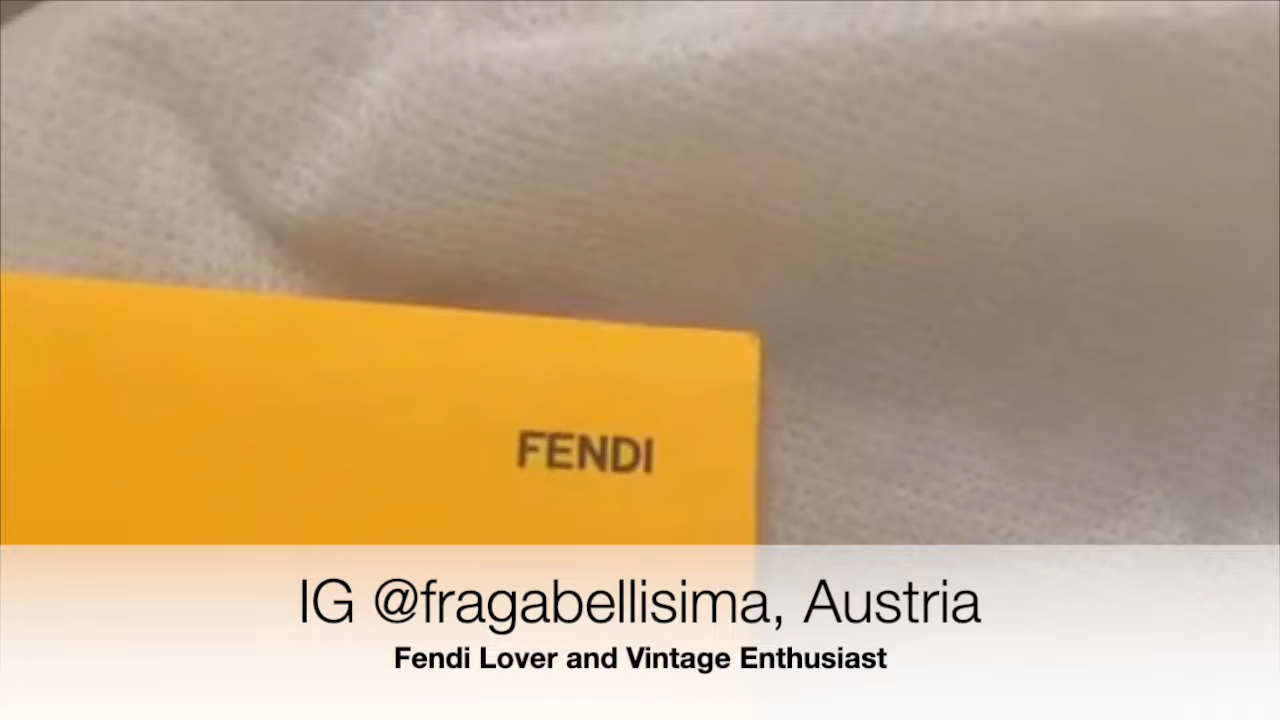 FENDI
IG @fragabellisima, Austria
Fendi Lover and Vintage Enthusiast